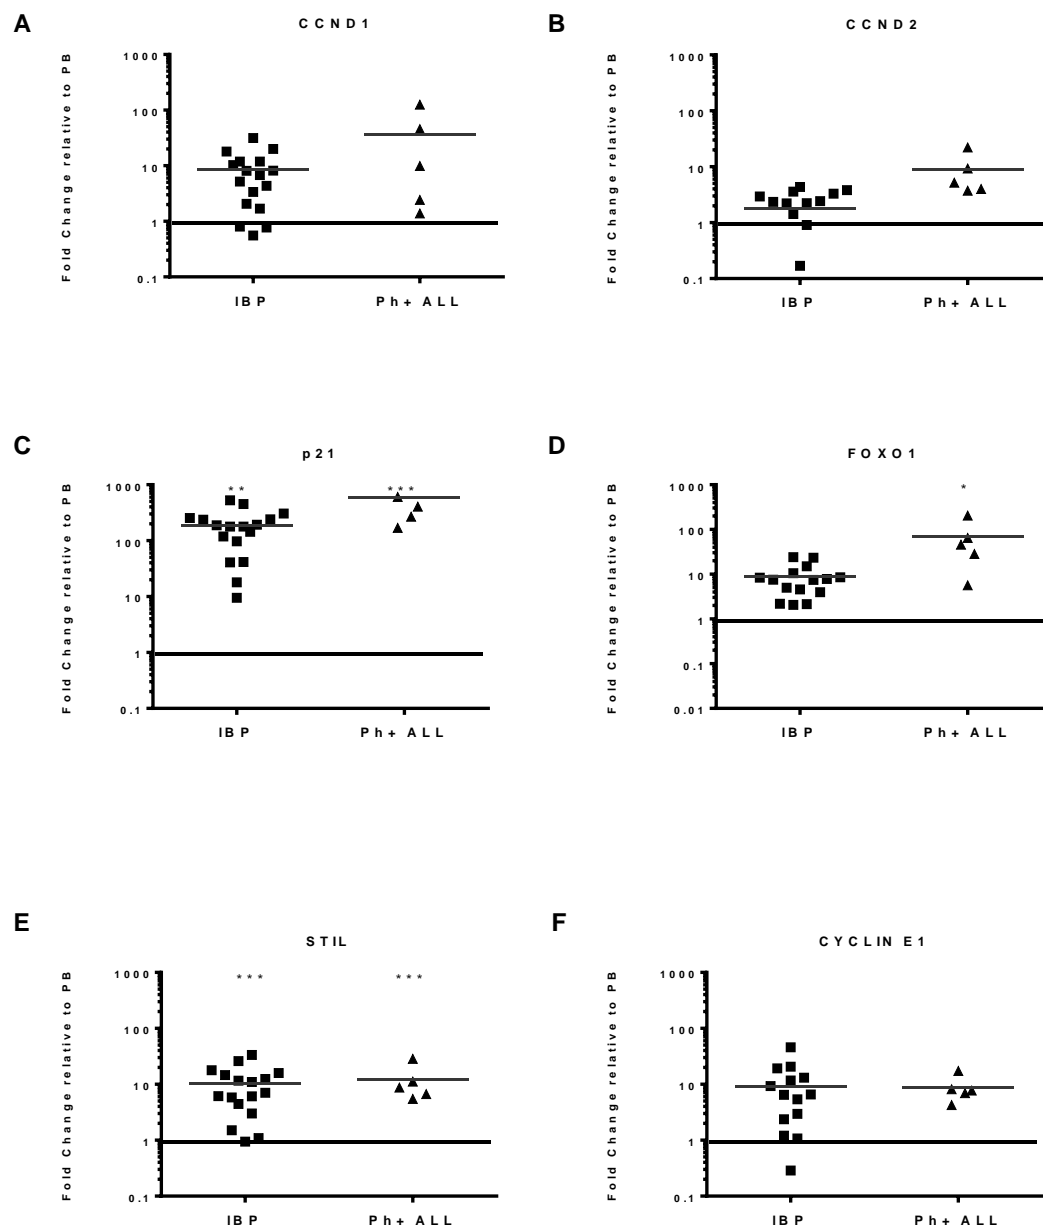 A
CCND1
Fold Change relative to PB
1000
100
10
1
0.1
IBP
Ph+ ALL
B
CCND2
Fold Change relative to PB
1000
100
10
1
0.1
IBP
Ph+ ALL
C
p21
Fold Change relative to PB
1000
100
10
1
0.1
**
***
IBP
Ph+ ALL
D
FOXO1
Fold Change relative to PB
1000
100
10
1
0.1
0.01
*
IBP
Ph+ ALL
E
STIL
Fold Change relative to PB
1000
100
10
1
0.1
***
***
IBP
Ph+ ALL
F
CYCLIN E1
Fold Change relative to PB
1000
100
10
1
0.1
IBP
Ph+ ALL